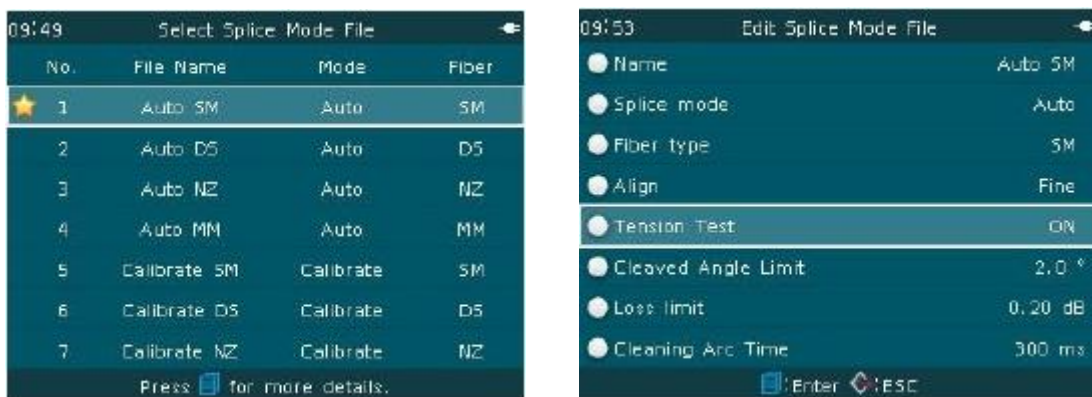 09:49 Select Splice Mode File
No. File Name Mode Fiber
1 Auto SM Auto SM
2 Auto DS Auto DS
3 Auto NZ Auto NZ
4 Auto MM Auto MM
5 Calibrate SM Calibrate SM
6 Calibrate DS Calibrate DS
7 Calibrate NZ Calibrate NZ
Press for more details.
09:53 Edit Splice Mode File
Name Auto SM
Splice mode Auto
Fiber type SM
Align Fine
Tension Test ON
Cleaved Angle Limit 2.0 °
Loss limit 0.20 dB
Cleaning Arc Time 300 ms
:Enter :ESC